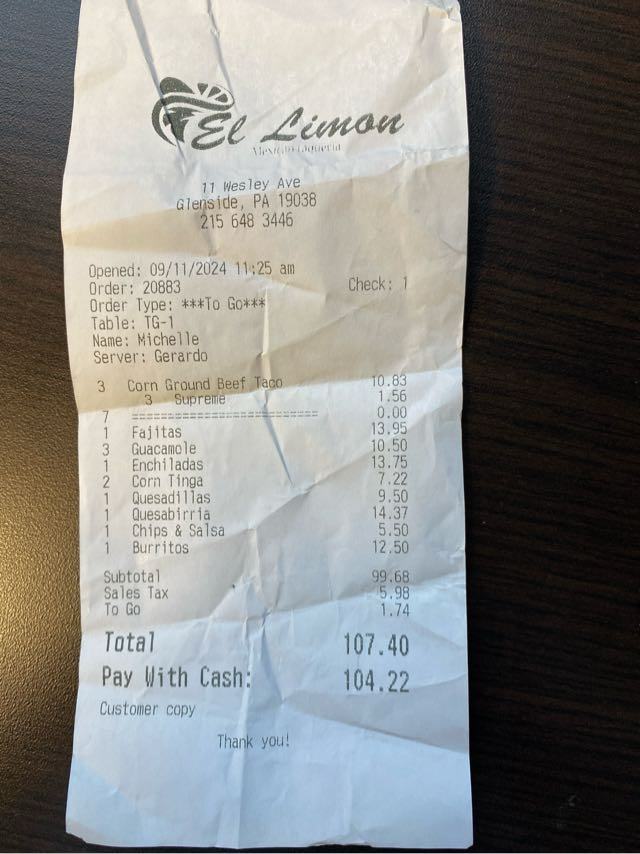 El Limon
Mexican taqueria
11 Wesley Ave
Glenside, PA 19038
215 648 3446
Opened: 09/11/2024 11:25 am
Order: 20883 Check: 1
Order Type: ***To Go***
Table: TG-1
Name: Michelle
Server: Gerardo
3 Corn Ground Beef Taco 10.83
3 Supreme 1.56
7 ========================== 0.00
1 Fajitas 13.95
3 Guacamole 10.50
1 Enchiladas 13.75
2 Corn Tinga 7.22
1 Quesadillas 9.50
1 Quesabirria 14.37
1 Chips & Salsa 5.50
1 Burritos 12.50
Subtotal 99.68
Sales Tax 5.98
To Go 1.74
Total 107.40
Pay With Cash: 104.22
Customer copy
Thank you!